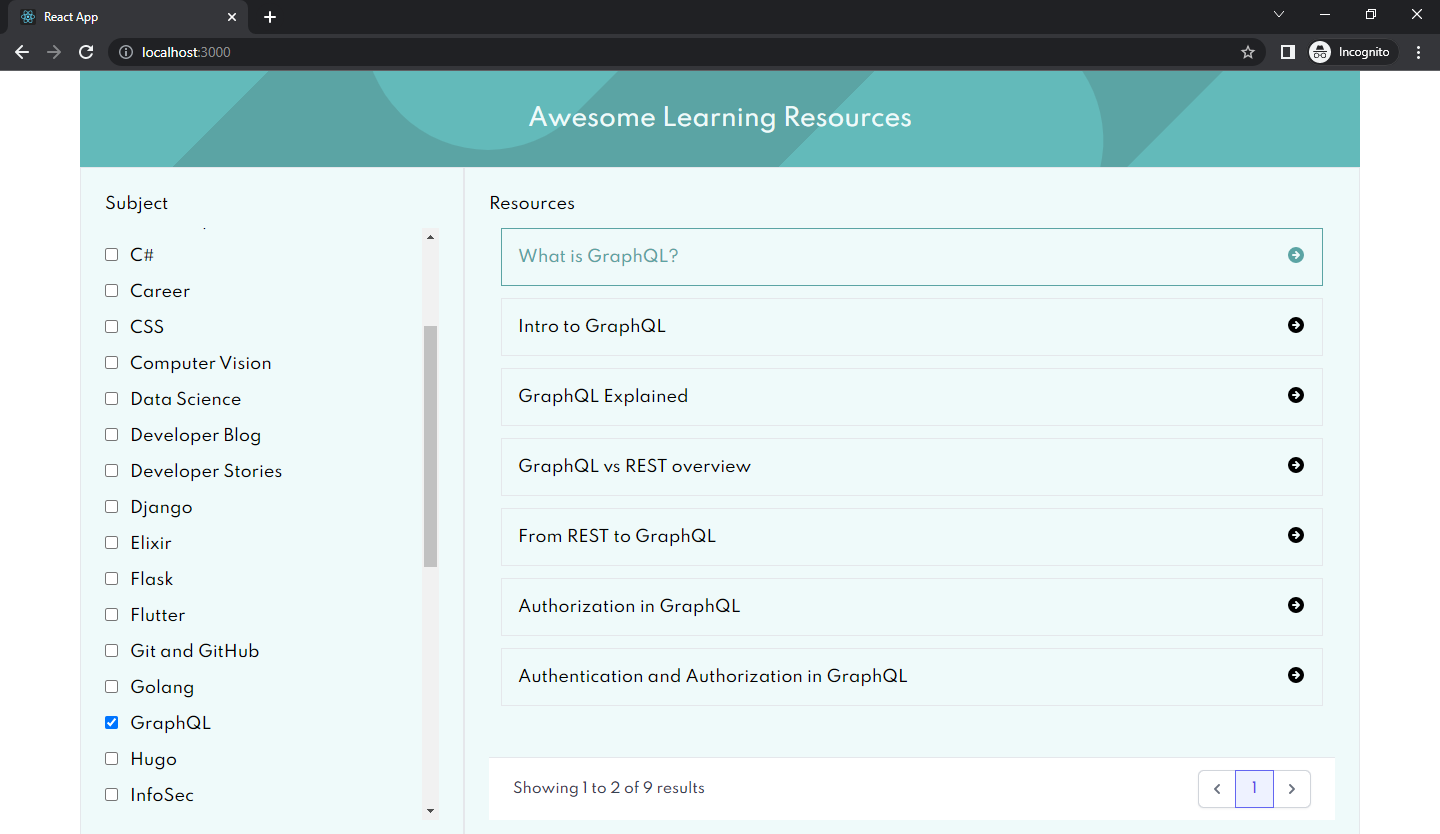 React App
localhost:3000
Incognito
Awesome Learning Resources
Subject
C#
Career
CSS
Computer Vision
Data Science
Developer Blog
Developer Stories
Django
Elixir
Flask
Flutter
Git and GitHub
Golang
GraphQL
Hugo
InfoSec
Resources
What is GraphQL?
Intro to GraphQL
GraphQL Explained
GraphQL vs REST overview
From REST to GraphQL
Authorization in GraphQL
Authentication and Authorization in GraphQL
Showing 1 to 2 of 9 results
1